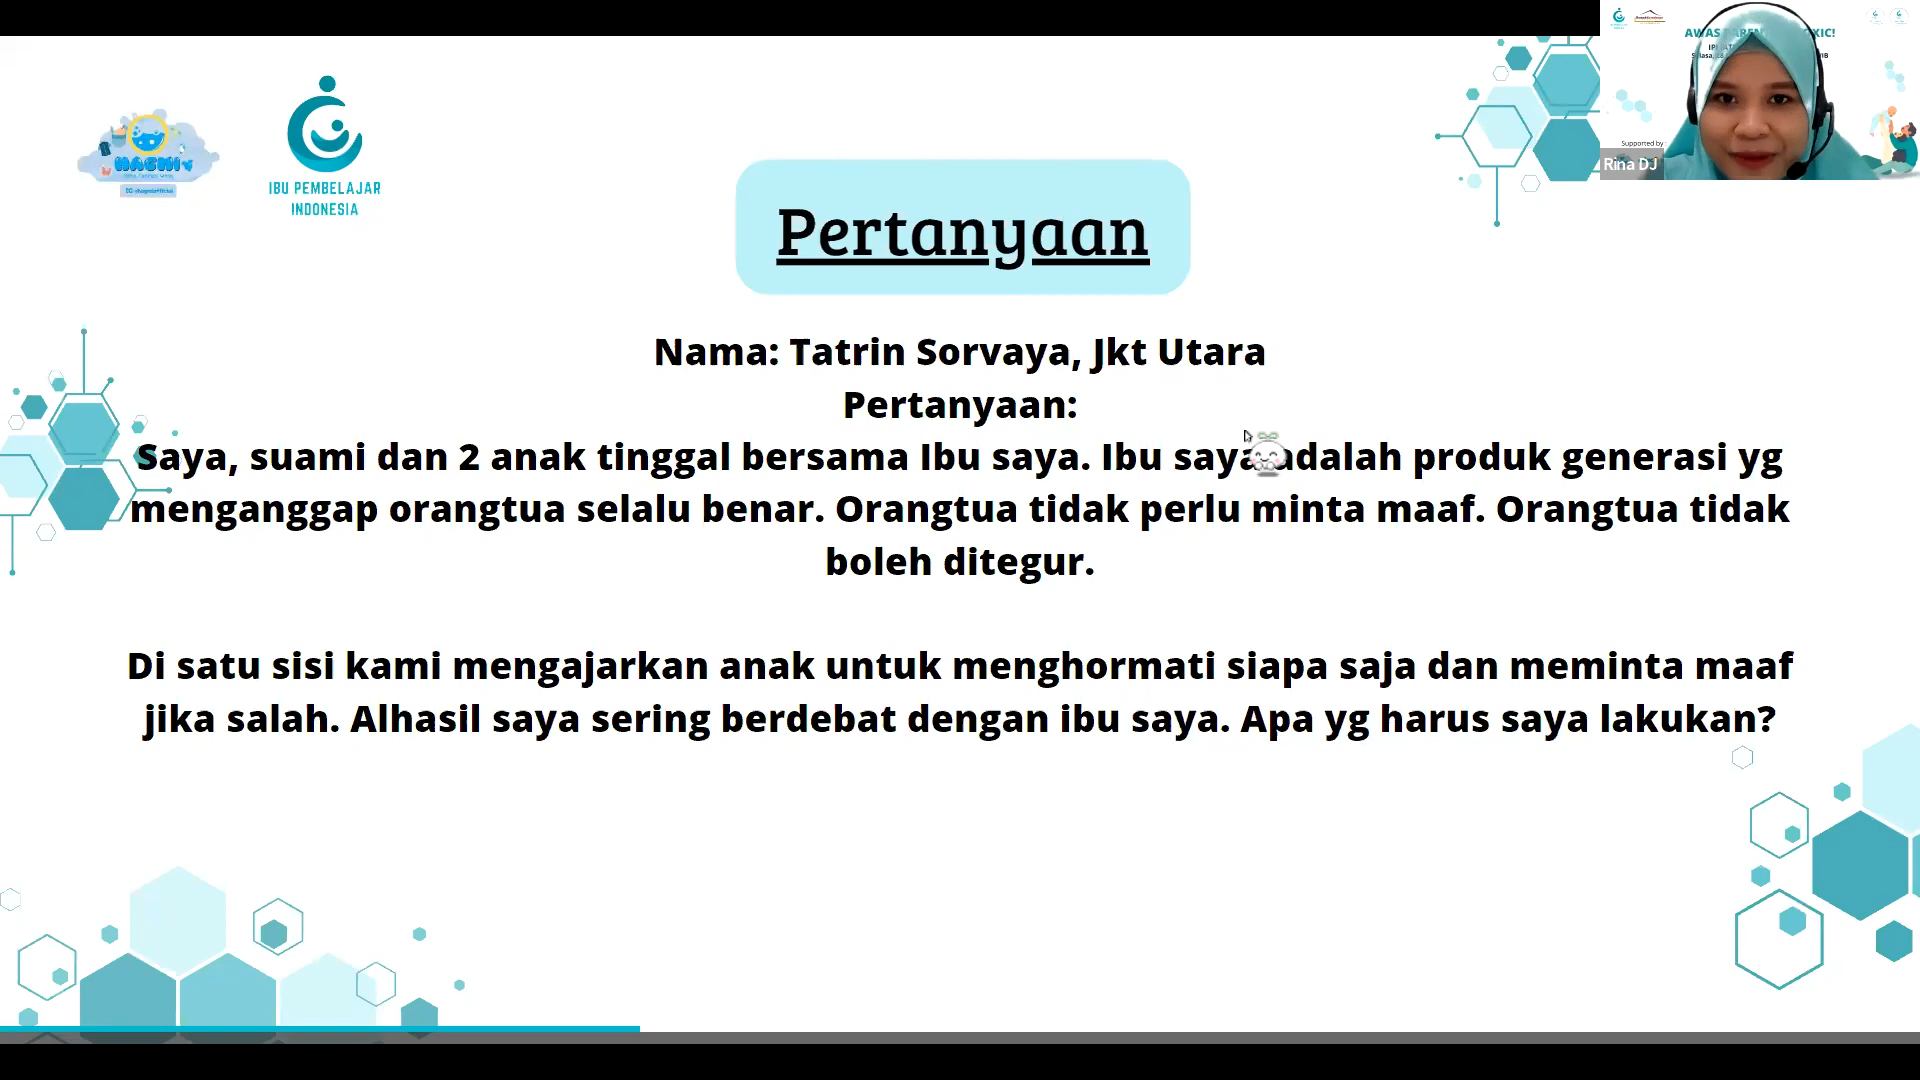 IBU PEMBELAJAR
INDONESIA
Pertanyaan
Nama: Tatrin Sorvaya, Jkt Utara
Pertanyaan:
Saya, suami dan 2 anak tinggal bersama Ibu saya. Ibu saya adalah produk generasi yg
menganggap orangtua selalu benar. Orangtua tidak perlu minta maaf. Orangtua tidak
boleh ditegur.
Di satu sisi kami mengajarkan anak untuk menghormati siapa saja dan meminta maaf
jika salah. Alhasil saya sering berdebat dengan ibu saya. Apa yg harus saya lakukan?
AWAS
Supported by
Rina DJ